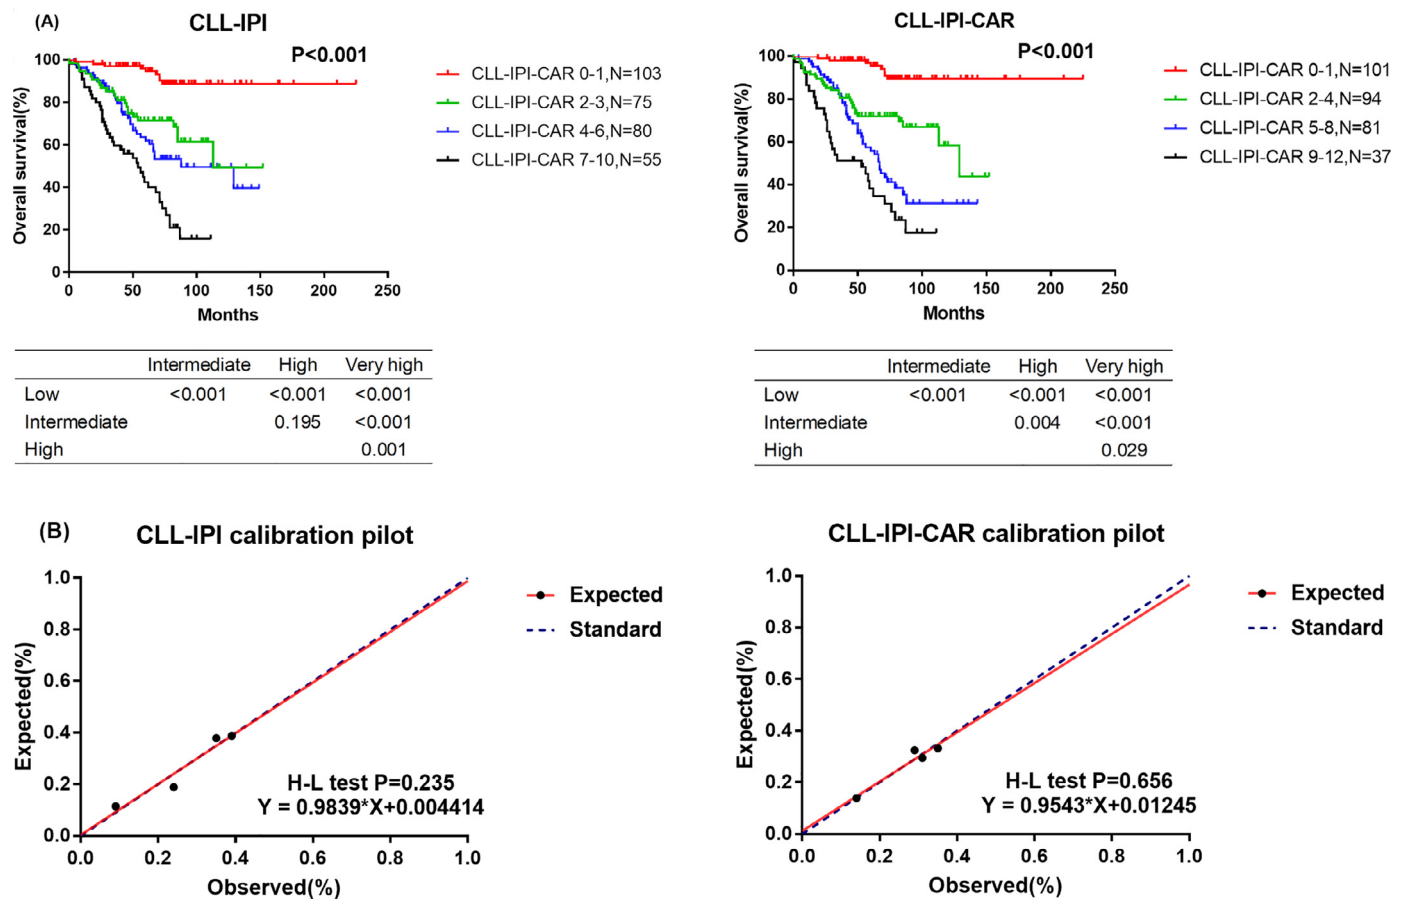 (A)
CLL-IPI
P<0.001
Overall survival(%)
100
80
60
40
20
0
0 50 100 150 200 250
Months
CLL-IPI-CAR 0-1,N=103
CLL-IPI-CAR 2-3,N=75
CLL-IPI-CAR 4-6,N=80
CLL-IPI-CAR 7-10,N=55
Intermediate High Very high
Low <0.001 <0.001 <0.001
Intermediate 0.195 <0.001
High 0.001
CLL-IPI-CAR
P<0.001
Overall survival(%)
100
80
60
40
20
0
0 50 100 150 200 250
Months
CLL-IPI-CAR 0-1,N=101
CLL-IPI-CAR 2-4,N=94
CLL-IPI-CAR 5-8,N=81
CLL-IPI-CAR 9-12,N=37
Intermediate High Very high
Low <0.001 <0.001 <0.001
Intermediate 0.004 <0.001
High 0.029
(B)
CLL-IPI calibration pilot
Expected(%)
1.0
0.8
0.6
0.4
0.2
0.0
0.0 0.2 0.4 0.6 0.8 1.0
Observed(%)
Expected
Standard
H-L test P=0.235
Y = 0.9839*X+0.004414
CLL-IPI-CAR calibration pilot
Expected(%)
1.0
0.8
0.6
0.4
0.2
0.0
0.0 0.2 0.4 0.6 0.8 1.0
Observed(%)
Expected
Standard
H-L test P=0.656
Y = 0.9543*X+0.01245